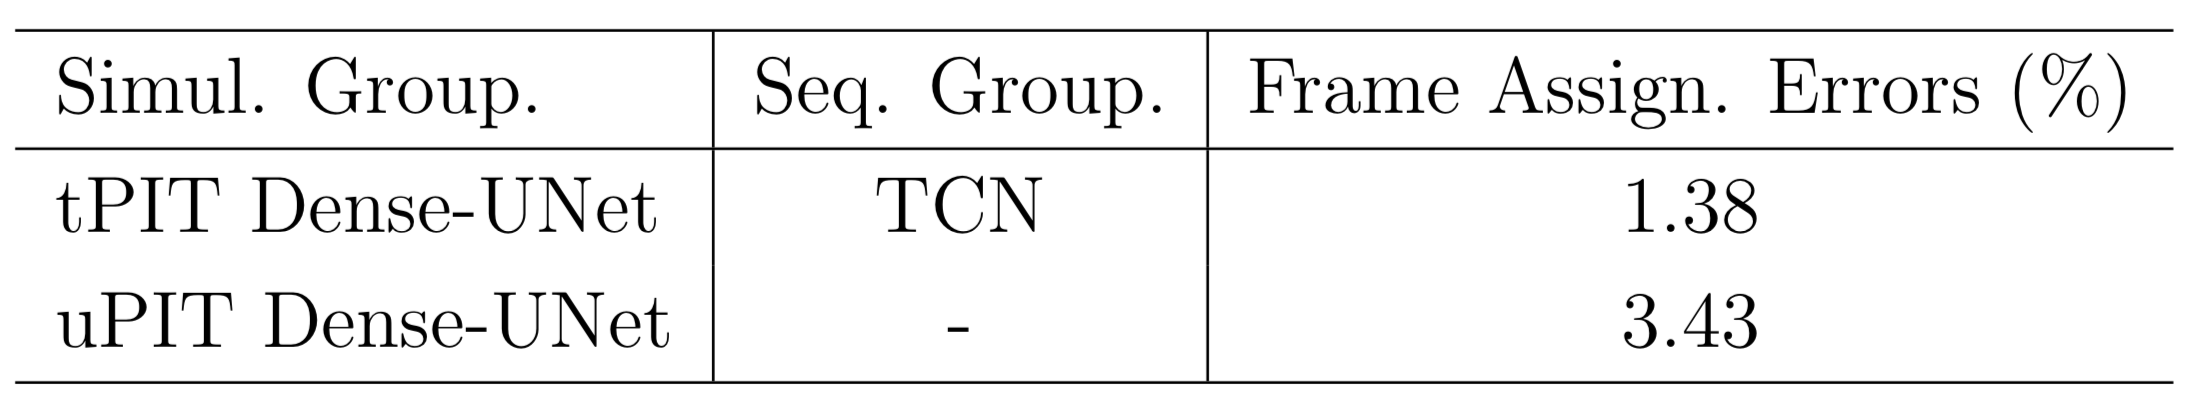 Simul. Group. Seq. Group. Frame Assign. Errors (%)
tPIT Dense-UNet TCN 1.38
uPIT Dense-UNet - 3.43